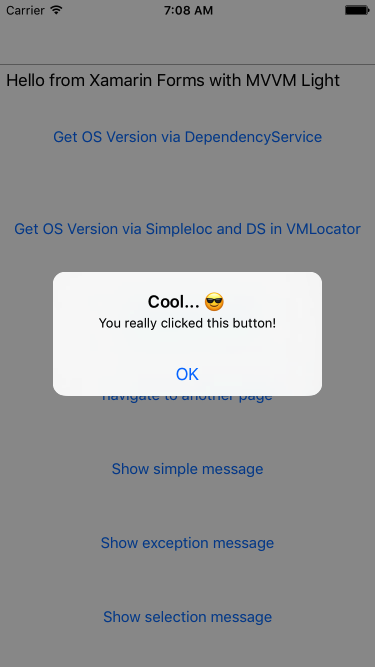 Carrier 7:08 AM
Hello from Xamarin Forms with MVVM Light
Get OS Version via DependencyService
Get OS Version via SimpleIoc and DS in VMLocator
Cool... 😎
You really clicked this button!
OK
navigate to another page
Show simple message
Show exception message
Show selection message